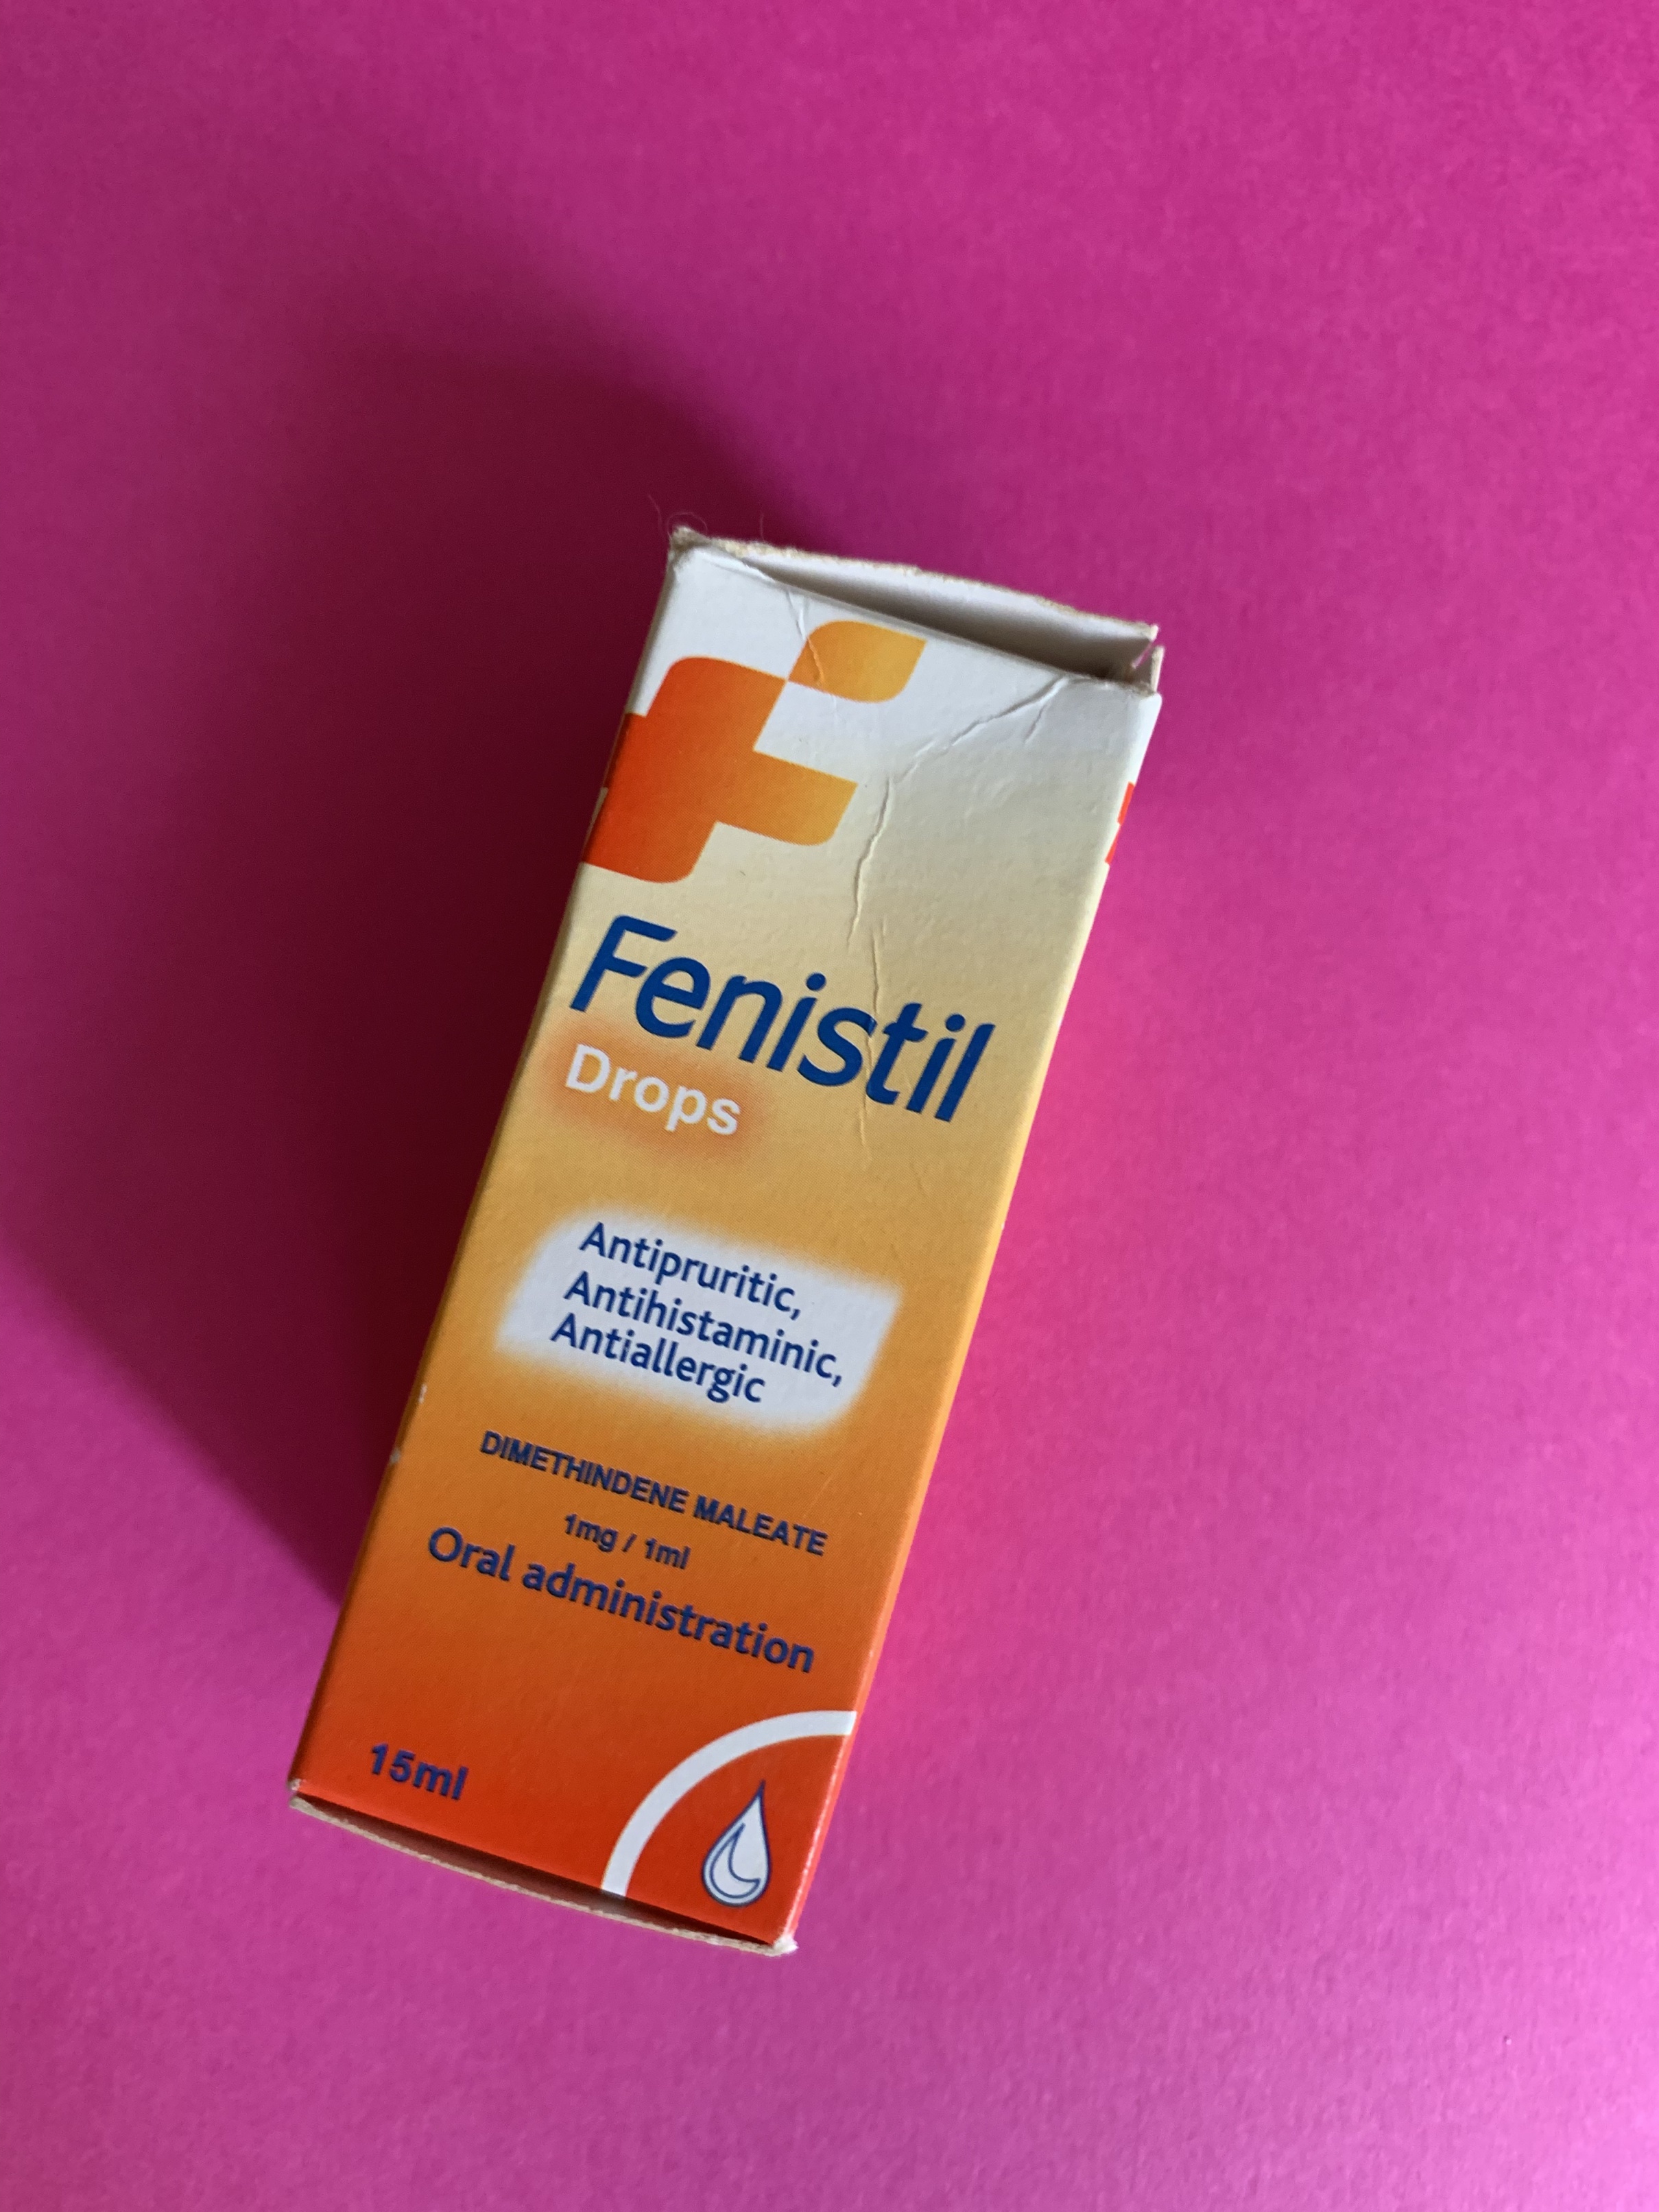 Fenistil
Drops
Antipruritic,
Antihistaminic,
Antiallergic
DIMETHINDENE MALEATE
1mg / 1ml
Oral administration
15ml